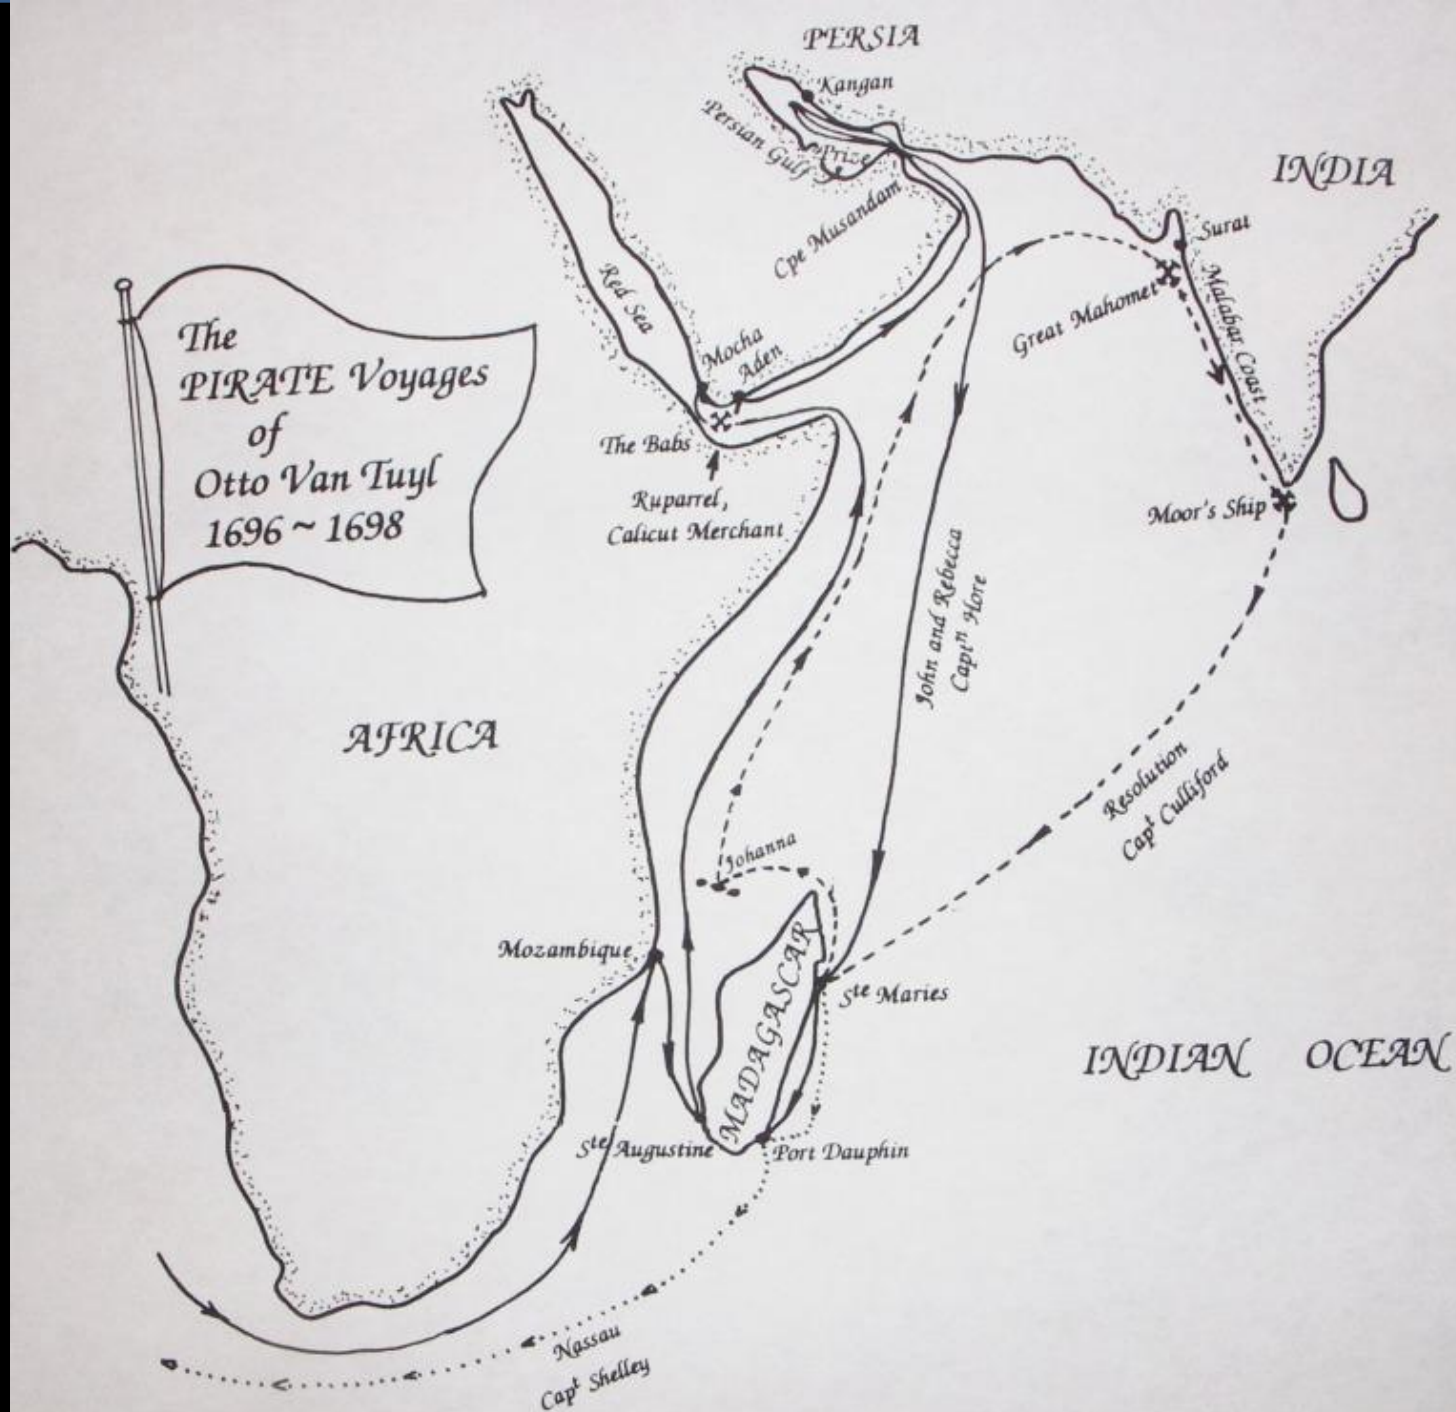 PERSIA
Kangan
Persian Gulf
Prize
INDIA
Cpe Musandam
Surat
Red Sea
Malabar Coast
Great Mahomet
The
PIRATE Voyages
of
Otto Van Tuyl
1696 ~ 1698
Mocha
Aden
The Babs
Ruparrel,
Calicut Merchant
Moor's Ship
John and Rebecca
Captⁿ Hore
AFRICA
Resolution
Capᵗ Culliford
Johanna
Mozambique
MADAGASCAR
Sᵗᵉ Maries
INDIAN OCEAN
Sᵗᵉ Augustine
Port Dauphin
Nassau
Capᵗ Shelley